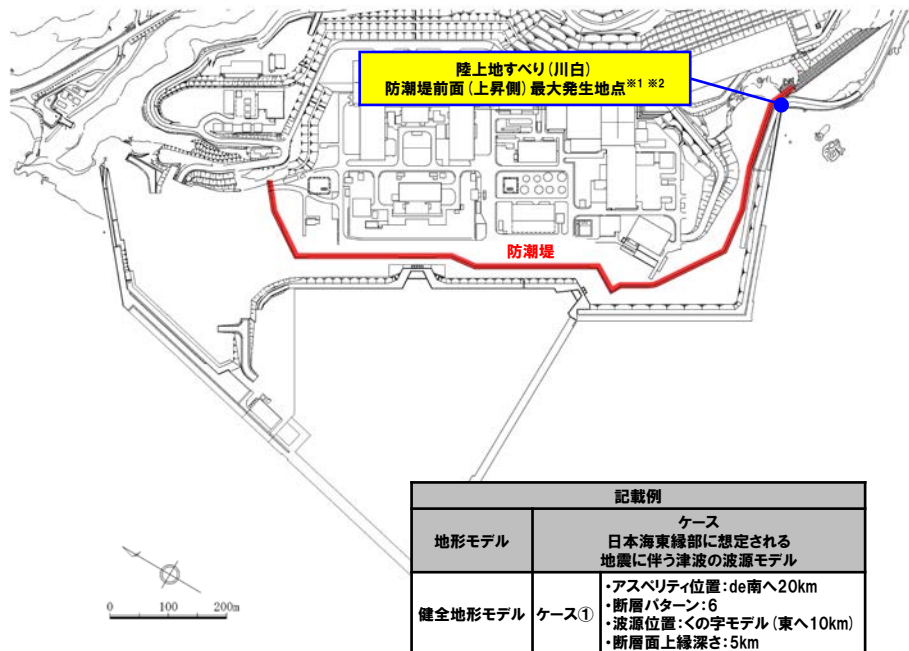 陸上地すべり(川白)
防潮堤前面(上昇側)最大発生地点※1 ※2
防潮堤
0 100 200m
記載例
地形モデル
ケース
日本海東縁部に想定される
地震に伴う津波の波源モデル
健全地形モデル
ケース①
・アスペリティ位置:de南へ20km
・断層パターン:6
・波源位置:くの字モデル(東へ10km)
・断層面上縁深さ:5km